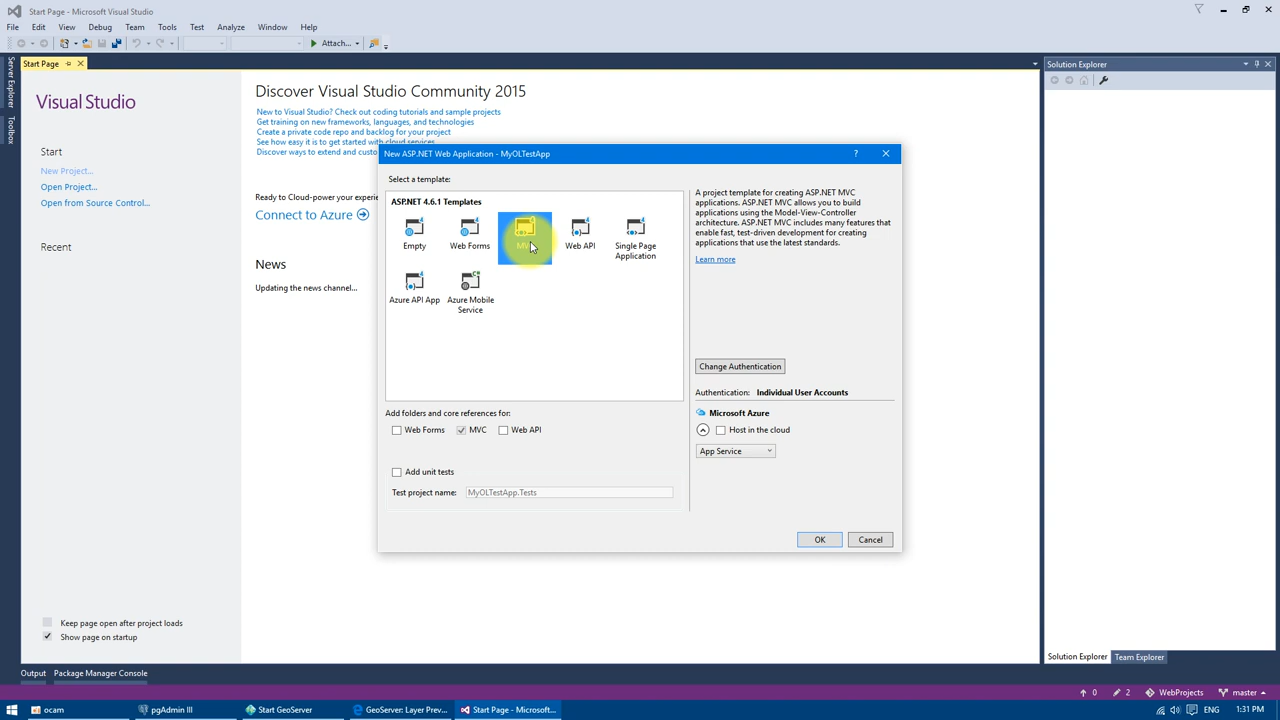 Start Page - Microsoft Visual Studio
File Edit View Debug Team Tools Test Analyze Window Help
Attach...
Server Explorer
Toolbox
Start Page
Visual Studio
Start
New Project...
Open Project...
Open from Source Control...
Recent
Keep page open after project loads
Show page on startup
Discover Visual Studio Community 2015
New to Visual Studio? Check out coding tutorials and sample projects
Get training on new frameworks, languages, and technologies
Create a private code repo and backlog for your project
See how easy it is to get started with cloud services
Discover ways to extend and
Ready to Cloud-power your
Connect to Azure
News
Updating the news channel...
New ASP.NET Web Application - MyOLTestApp
?
Select a template:
ASP.NET 4.6.1 Templates
Empty
Web Forms
Web API
Single Page
Application
Azure API App
Azure Mobile
Service
A project template for creating ASP.NET MVC
applications. ASP.NET MVC allows you to build
applications using the Model-View-Controller
architecture. ASP.NET MVC includes many features that
enable fast, test-driven development for creating
applications that use the latest standards.
Learn more
Change Authentication
Authentication: Individual User Accounts
Microsoft Azure
Host in the cloud
App Service
Add folders and core references for:
Web Forms MVC Web API
Add unit tests
Test project name: MyOLTestApp.Tests
OK Cancel
Solution Explorer
Solution Explorer Team Explorer
Output Package Manager Console
0 2 WebProjects master
ocam
pgAdmin III
Start GeoServer
GeoServer: Layer Prev...
Start Page - Microsoft...
ENG 1:31 PM